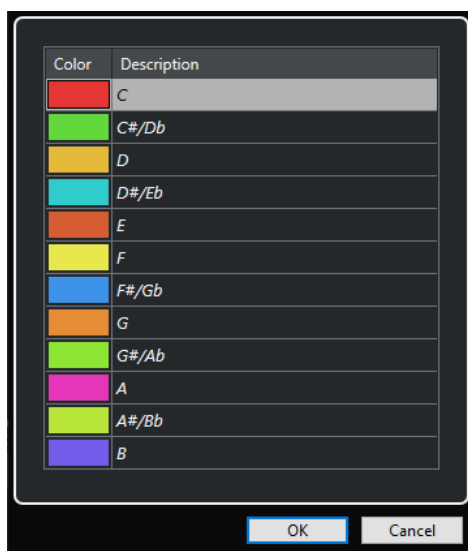 Color Description
C
C#/Db
D
D#/Eb
E
F
F#/Gb
G
G#/Ab
A
A#/Bb
B
OK Cancel